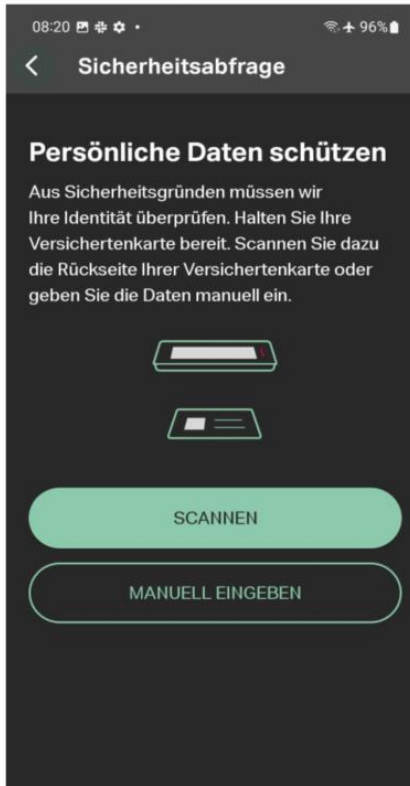 08:20
96%
Sicherheitsabfrage
Persönliche Daten schützen
Aus Sicherheitsgründen müssen wir
Ihre Identität überprüfen. Halten Sie Ihre
Versichertenkarte bereit. Scannen Sie dazu
die Rückseite Ihrer Versichertenkarte oder
geben Sie die Daten manuell ein.
SCANNEN
MANUELL EINGEBEN